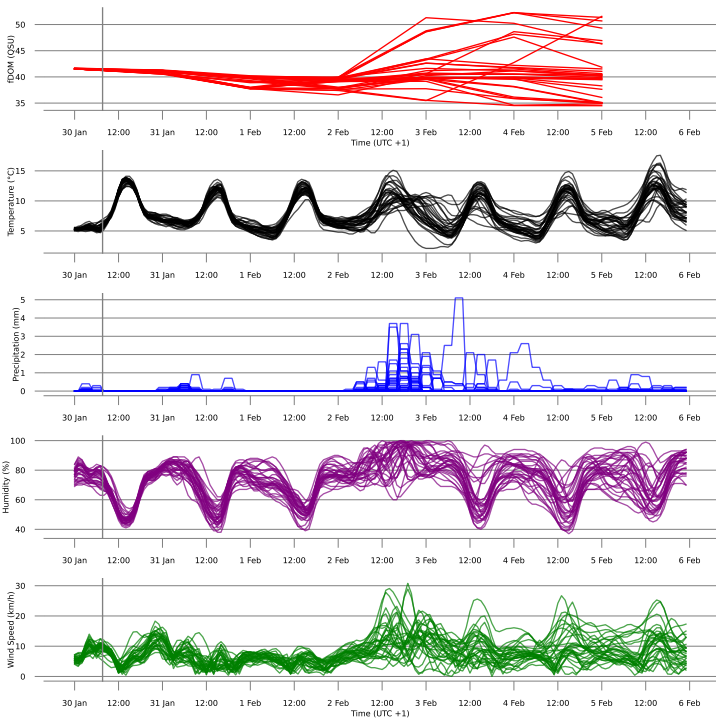 fDOM (QSU)
50
45
40
35
30 Jan 12:00 31 Jan 12:00 1 Feb 12:00 2 Feb 12:00 3 Feb 12:00 4 Feb 12:00 5 Feb 12:00 6 Feb
Time (UTC +1)
Temperature (°C)
15
10
5
30 Jan 12:00 31 Jan 12:00 1 Feb 12:00 2 Feb 12:00 3 Feb 12:00 4 Feb 12:00 5 Feb 12:00 6 Feb
Precipitation (mm)
5
4
3
2
1
0
30 Jan 12:00 31 Jan 12:00 1 Feb 12:00 2 Feb 12:00 3 Feb 12:00 4 Feb 12:00 5 Feb 12:00 6 Feb
Humidity (%)
100
80
60
40
30 Jan 12:00 31 Jan 12:00 1 Feb 12:00 2 Feb 12:00 3 Feb 12:00 4 Feb 12:00 5 Feb 12:00 6 Feb
Wind Speed (km/h)
30
20
10
0
30 Jan 12:00 31 Jan 12:00 1 Feb 12:00 2 Feb 12:00 3 Feb 12:00 4 Feb 12:00 5 Feb 12:00 6 Feb
Time (UTC +1)